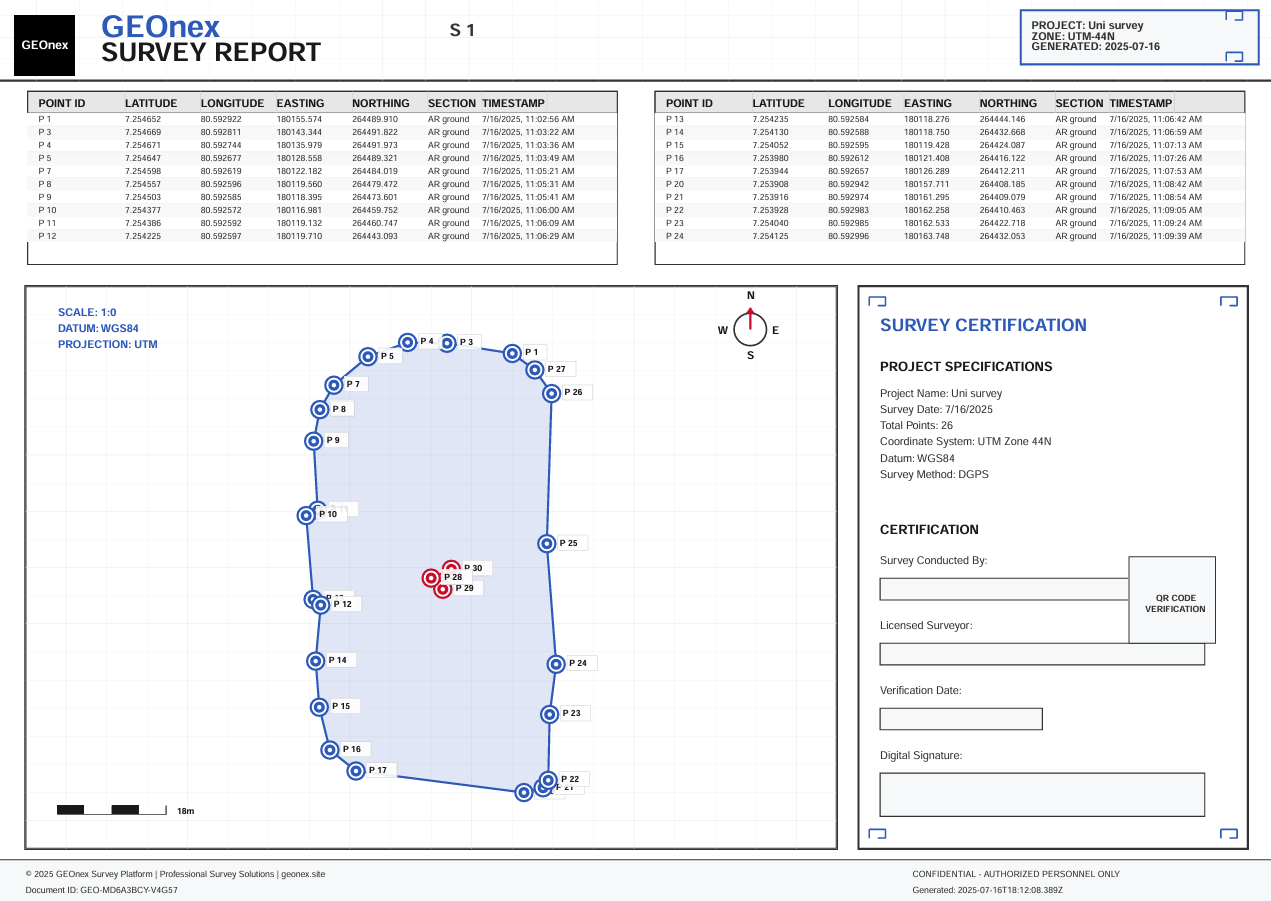 GEOnex
GEOnex
SURVEY REPORT
S 1
PROJECT: Uni survey
ZONE: UTM-44N
GENERATED: 2025-07-16
POINT ID LATITUDE LONGITUDE EASTING NORTHING SECTION TIMESTAMP
P 1 7.254652 80.592922 180155.574 264489.910 AR ground 7/16/2025, 11:02:56 AM
P 3 7.254669 80.592811 180143.344 264491.822 AR ground 7/16/2025, 11:03:22 AM
P 4 7.254671 80.592744 180135.979 264491.973 AR ground 7/16/2025, 11:03:36 AM
P 5 7.254647 80.592677 180128.558 264489.321 AR ground 7/16/2025, 11:03:49 AM
P 7 7.254598 80.592619 180122.182 264484.019 AR ground 7/16/2025, 11:05:21 AM
P 8 7.254557 80.592596 180119.560 264479.472 AR ground 7/16/2025, 11:05:31 AM
P 9 7.254503 80.592585 180118.395 264473.601 AR ground 7/16/2025, 11:05:41 AM
P 10 7.254377 80.592572 180116.981 264459.752 AR ground 7/16/2025, 11:06:00 AM
P 11 7.254386 80.592592 180119.132 264460.747 AR ground 7/16/2025, 11:06:09 AM
P 12 7.254225 80.592597 180119.710 264443.093 AR ground 7/16/2025, 11:06:29 AM
POINT ID LATITUDE LONGITUDE EASTING NORTHING SECTION TIMESTAMP
P 13 7.254235 80.592584 180118.276 264444.146 AR ground 7/16/2025, 11:06:42 AM
P 14 7.254130 80.592588 180118.750 264432.668 AR ground 7/16/2025, 11:06:59 AM
P 15 7.254052 80.592595 180119.428 264424.087 AR ground 7/16/2025, 11:07:13 AM
P 16 7.253980 80.592612 180121.408 264416.122 AR ground 7/16/2025, 11:07:26 AM
P 17 7.253944 80.592657 180126.289 264412.211 AR ground 7/16/2025, 11:07:53 AM
P 20 7.253908 80.592942 180157.711 264408.185 AR ground 7/16/2025, 11:08:42 AM
P 21 7.253916 80.592974 180161.295 264409.079 AR ground 7/16/2025, 11:08:54 AM
P 22 7.253928 80.592983 180162.258 264410.463 AR ground 7/16/2025, 11:09:05 AM
P 23 7.254040 80.592985 180162.533 264422.718 AR ground 7/16/2025, 11:09:24 AM
P 24 7.254125 80.592996 180163.748 264432.053 AR ground 7/16/2025, 11:09:39 AM
SCALE: 1:0
DATUM: WGS84
PROJECTION: UTM
N
W E
S
P 4
P 3
P 1
P 5
P 27
P 7
P 26
P 8
P 9
P 10
P 25
P 30
P 28
P 29
P 12
P 14
P 24
P 15
P 23
P 16
P 17
P 22
P 21
18m
SURVEY CERTIFICATION
PROJECT SPECIFICATIONS
Project Name: Uni survey
Survey Date: 7/16/2025
Total Points: 26
Coordinate System: UTM Zone 44N
Datum: WGS84
Survey Method: DGPS
CERTIFICATION
Survey Conducted By:
QR CODE
VERIFICATION
Licensed Surveyor:
Verification Date:
Digital Signature:
© 2025 GEOnex Survey Platform | Professional Survey Solutions | geonex.site
Document ID: GEO-MD6A3BCY-V4G57
CONFIDENTIAL - AUTHORIZED PERSONNEL ONLY
Generated: 2025-07-16T18:12:08.389Z